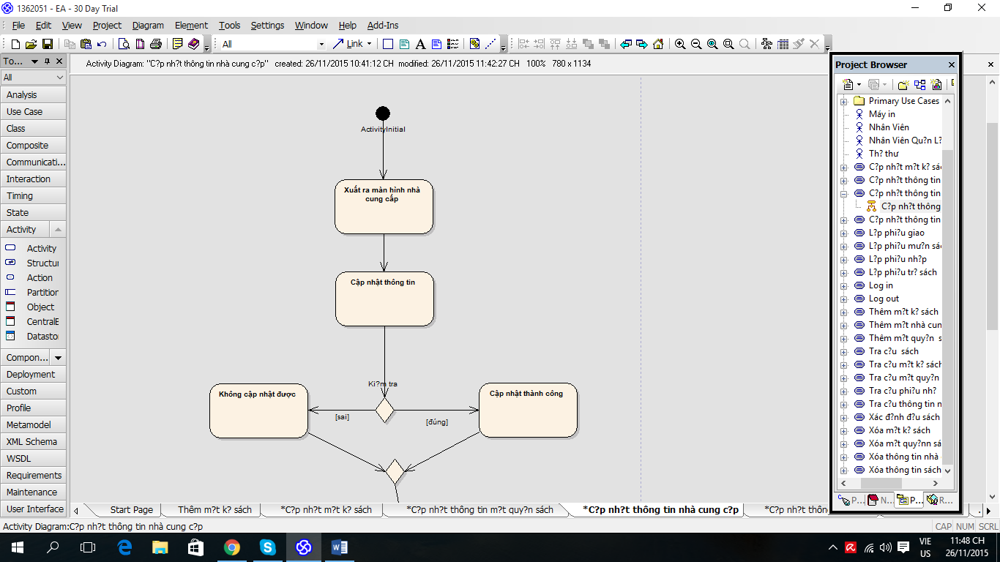 1362051 - EA - 30 Day Trial
File Edit View Project Diagram Element Tools Settings Window Help Add-Ins
All Link
To...
Activity Diagram: "C?p nh?t thông tin nhà cung c?p" created: 26/11/2015 10:41:12 CH modified: 26/11/2015 11:42:27 CH 100% 780 x 1134
All
Analysis
Use Case
Class
Composite
Communicati...
Interaction
Timing
State
Activity
Activity
Structur
Action
Partition
Object
CentralB
Datasto
Compon...
Deployment
Custom
Profile
Metamodel
XML Schema
WSDL
Requirements
Maintenance
User Interface
ActivityInitial
Xuất ra màn hình nhà
cung cấp
Cập nhật thông tin
Ki?m tra
Không cập nhật được
Cập nhật thành công
[sai]
[đúng]
Project Browser
Primary Use Cases
Máy in
Nhân Viên
Nhân Viên Qu?n L?
Th? thư
C?p nh?t m?t k? sá
C?p nh?t thông tin
C?p nh?t thông tin
C?p nh?t thông
C?p nh?t thông tin
L?p phi?u giao
L?p phi?u mư?n sá
L?p phi?u nh?p
L?p phi?u tr? sách
Log in
Log out
Thêm m?t k? sách
Thêm m?t nhà cun
Thêm m?t quy?n s
Tra c?u sách
Tra c?u m?t k? sách
Tra c?u m?t quy?n
Tra c?u phi?u nh?
Tra c?u thông tin n
Xác đ?nh đ?u sách
Xóa m?t k? sách
Xóa m?t quy?nn sá
Xóa thông tin nhà
Xóa thông tin sách
P... N... P... R...
Start Page Thêm m?t k? sách *C?p nh?t m?t k? sách *C?p nh?t thông tin m?t quy?n sách *C?p nh?t thông tin nhà cung c?p *C?p nh?t thông
Activity Diagram:C?p nh?t thông tin nhà cung c?p
CAP NUM SCRL
VIE
US
11:48 CH
26/11/2015